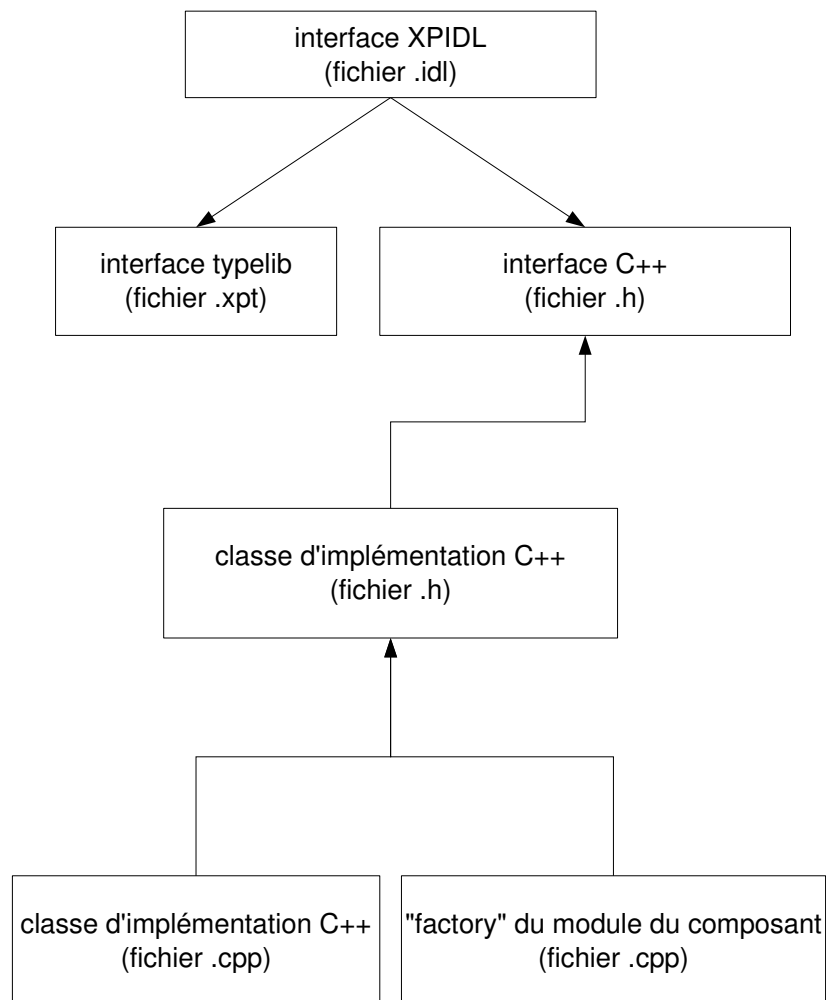 interface XPIDL
(fichier .idl)
interface typelib
(fichier .xpt)
interface C++
(fichier .h)
classe d'implémentation C++
(fichier .h)
classe d'implémentation C++
(fichier .cpp)
"factory" du module du composant
(fichier .cpp)